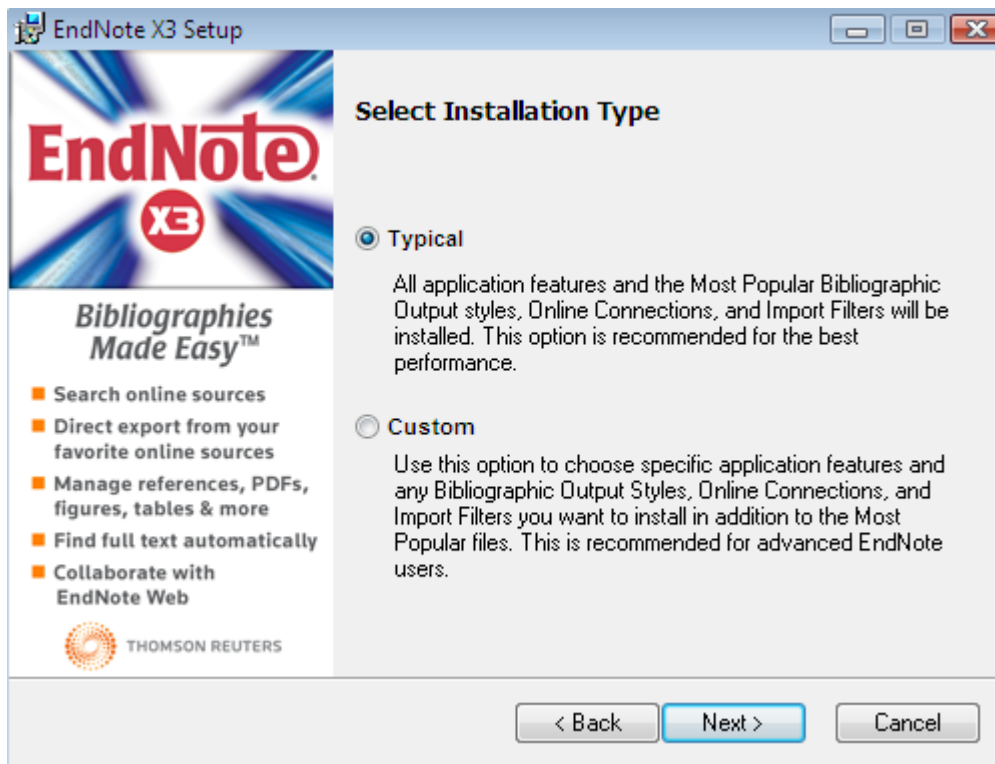 EndNote X3 Setup
EndNote
X3
Bibliographies
Made Easy™
Search online sources
Direct export from your
favorite online sources
Manage references, PDFs,
figures, tables & more
Find full text automatically
Collaborate with
EndNote Web
THOMSON REUTERS
Select Installation Type
Typical
All application features and the Most Popular Bibliographic
Output styles, Online Connections, and Import Filters will be
installed. This option is recommended for the best
performance.
Custom
Use this option to choose specific application features and
any Bibliographic Output Styles, Online Connections, and
Import Filters you want to install in addition to the Most
Popular files. This is recommended for advanced EndNote
users.
< Back
Next >
Cancel